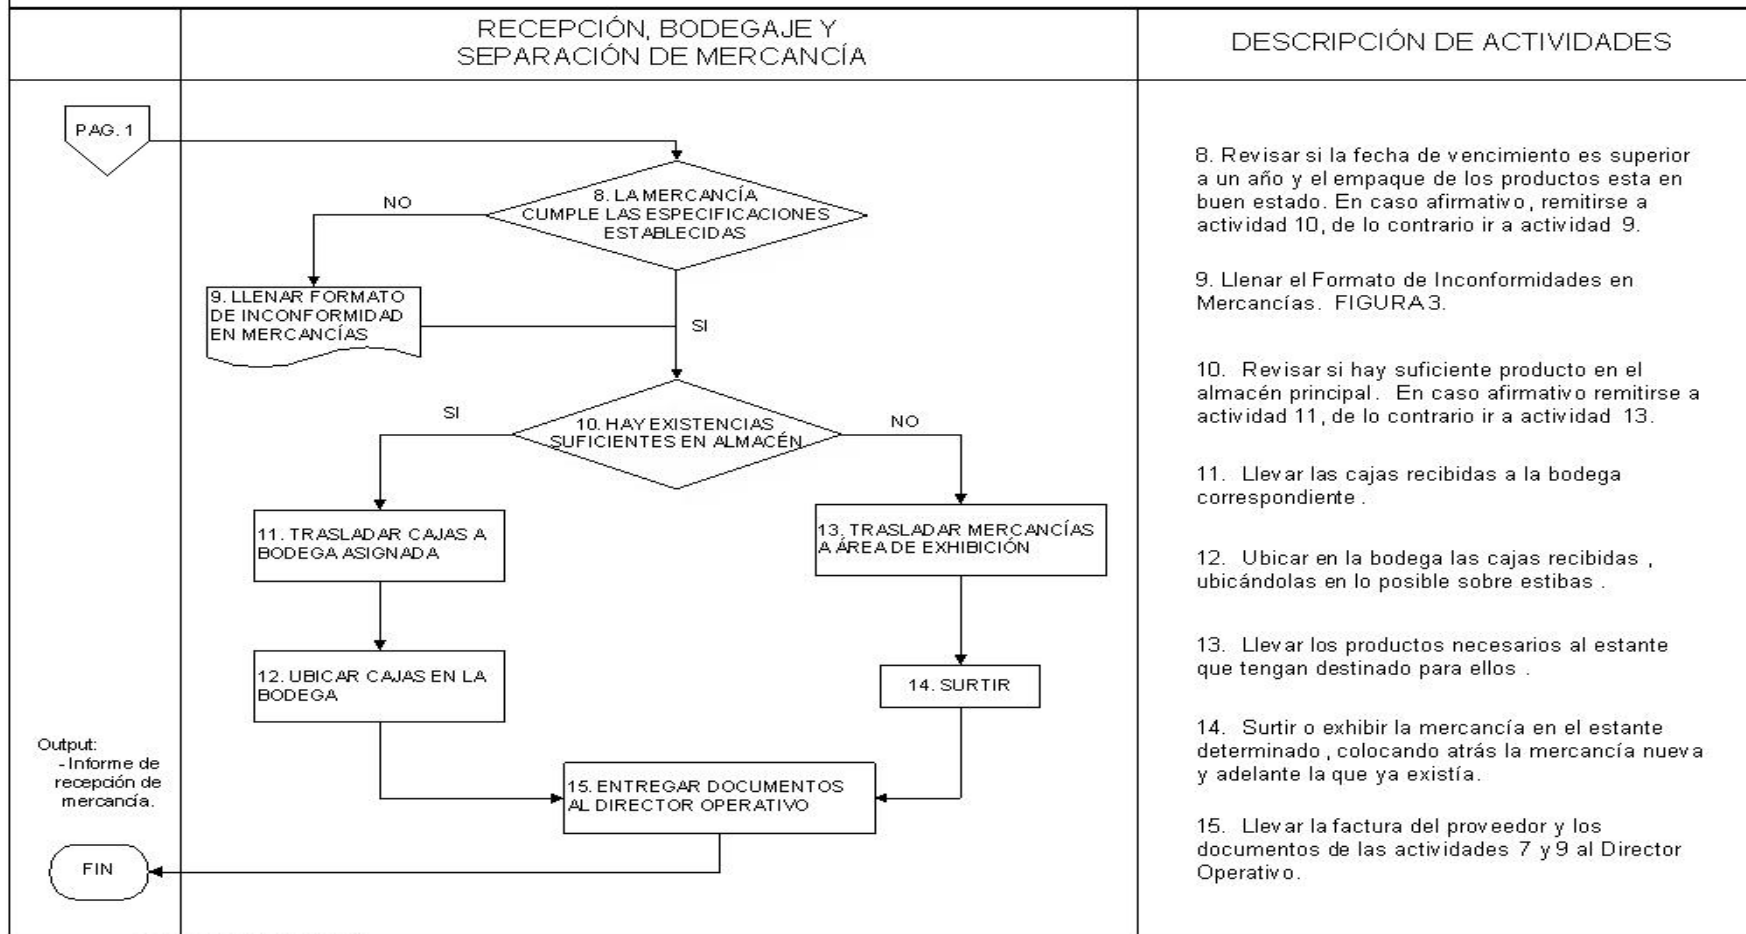 RECEPCIÓN, BODEGAJE Y
SEPARACIÓN DE MERCANCÍA
DESCRIPCIÓN DE ACTIVIDADES
PAG. 1
8. LA MERCANCÍA
CUMPLE LAS ESPECIFICACIONES
ESTABLECIDAS
NO
9. LLENAR FORMATO
DE INCONFORMIDAD
EN MERCANCÍAS
SI
10. HAY EXISTENCIAS
SUFICIENTES EN ALMACÉN
SI
NO
11. TRASLADAR CAJAS A
BODEGA ASIGNADA
13. TRASLADAR MERCANCÍAS
A ÁREA DE EXHIBICIÓN
12. UBICAR CAJAS EN LA
BODEGA
14. SURTIR
Output:
- Informe de
recepción de
mercancía.
15. ENTREGAR DOCUMENTOS
AL DIRECTOR OPERATIVO
FIN
8. Revisar si la fecha de vencimiento es superior
a un año y el empaque de los productos esta en
buen estado. En caso afirmativo, remitirse a
actividad 10, de lo contrario ir a actividad 9.
9. Llenar el Formato de Inconformidades en
Mercancías. FIGURA 3.
10. Revisar si hay suficiente producto en el
almacén principal. En caso afirmativo remitirse a
actividad 11, de lo contrario ir a actividad 13.
11. Llevar las cajas recibidas a la bodega
correspondiente.
12. Ubicar en la bodega las cajas recibidas,
ubicándolas en lo posible sobre estibas.
13. Llevar los productos necesarios al estante
que tengan destinado para ellos.
14. Surtir o exhibir la mercancía en el estante
determinado, colocando atrás la mercancía nueva
y adelante la que ya existía.
15. Llevar la factura del proveedor y los
documentos de las actividades 7 y 9 al Director
Operativo.